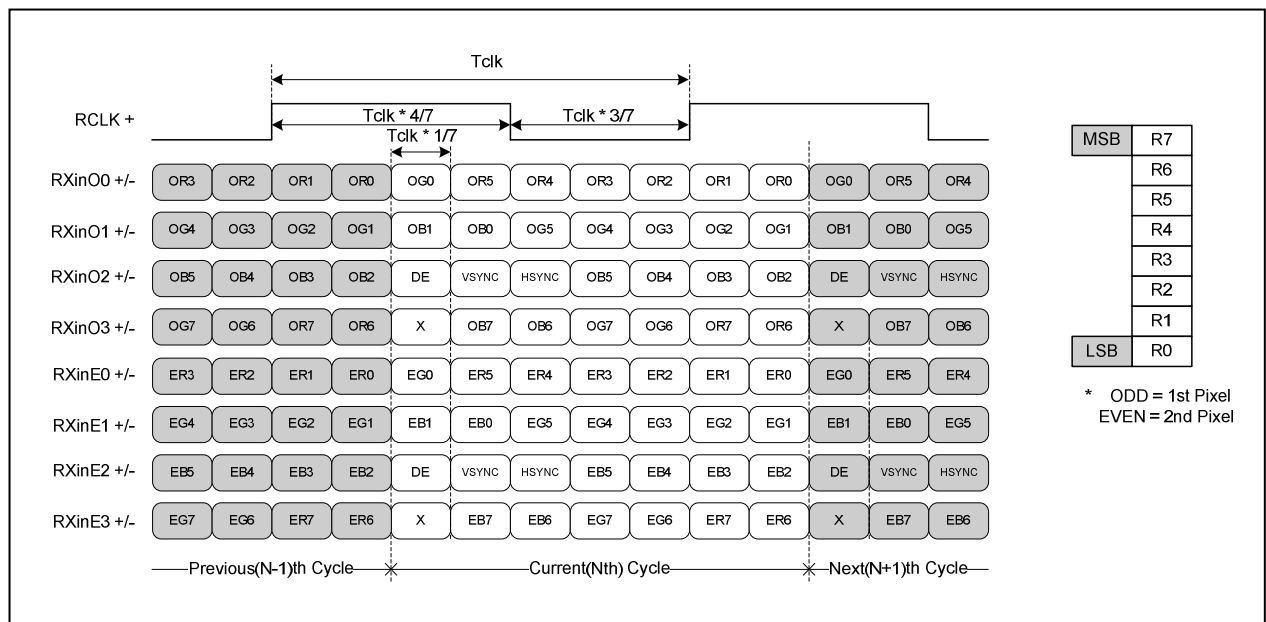 Tclk
RCLK +
Tclk * 4/7
Tclk * 3/7
Tclk * 1/7
RXinO0 +/- OR3 OR2 OR1 OR0 OG0 OR5 OR4 OR3 OR2 OR1 OR0 OG0 OR5 OR4
RXinO1 +/- OG4 OG3 OG2 OG1 OB1 OB0 OG5 OG4 OG3 OG2 OG1 OB1 OB0 OG5
RXinO2 +/- OB5 OB4 OB3 OB2 DE VSYNC HSYNC OB5 OB4 OB3 OB2 DE VSYNC HSYNC
RXinO3 +/- OG7 OG6 OR7 OR6 X OB7 OB6 OG7 OG6 OR7 OR6 X OB7 OB6
RXinE0 +/- ER3 ER2 ER1 ER0 EG0 ER5 ER4 ER3 ER2 ER1 ER0 EG0 ER5 ER4
RXinE1 +/- EG4 EG3 EG2 EG1 EB1 EB0 EG5 EG4 EG3 EG2 EG1 EB1 EB0 EG5
RXinE2 +/- EB5 EB4 EB3 EB2 DE VSYNC HSYNC EB5 EB4 EB3 EB2 DE VSYNC HSYNC
RXinE3 +/- EG7 EG6 ER7 ER6 X EB7 EB6 EG7 EG6 ER7 ER6 X EB7 EB6
Previous(N-1)th Cycle Current(Nth) Cycle Next(N+1)th Cycle
MSB R7
R6
R5
R4
R3
R2
R1
LSB R0
* ODD = 1st Pixel
EVEN = 2nd Pixel